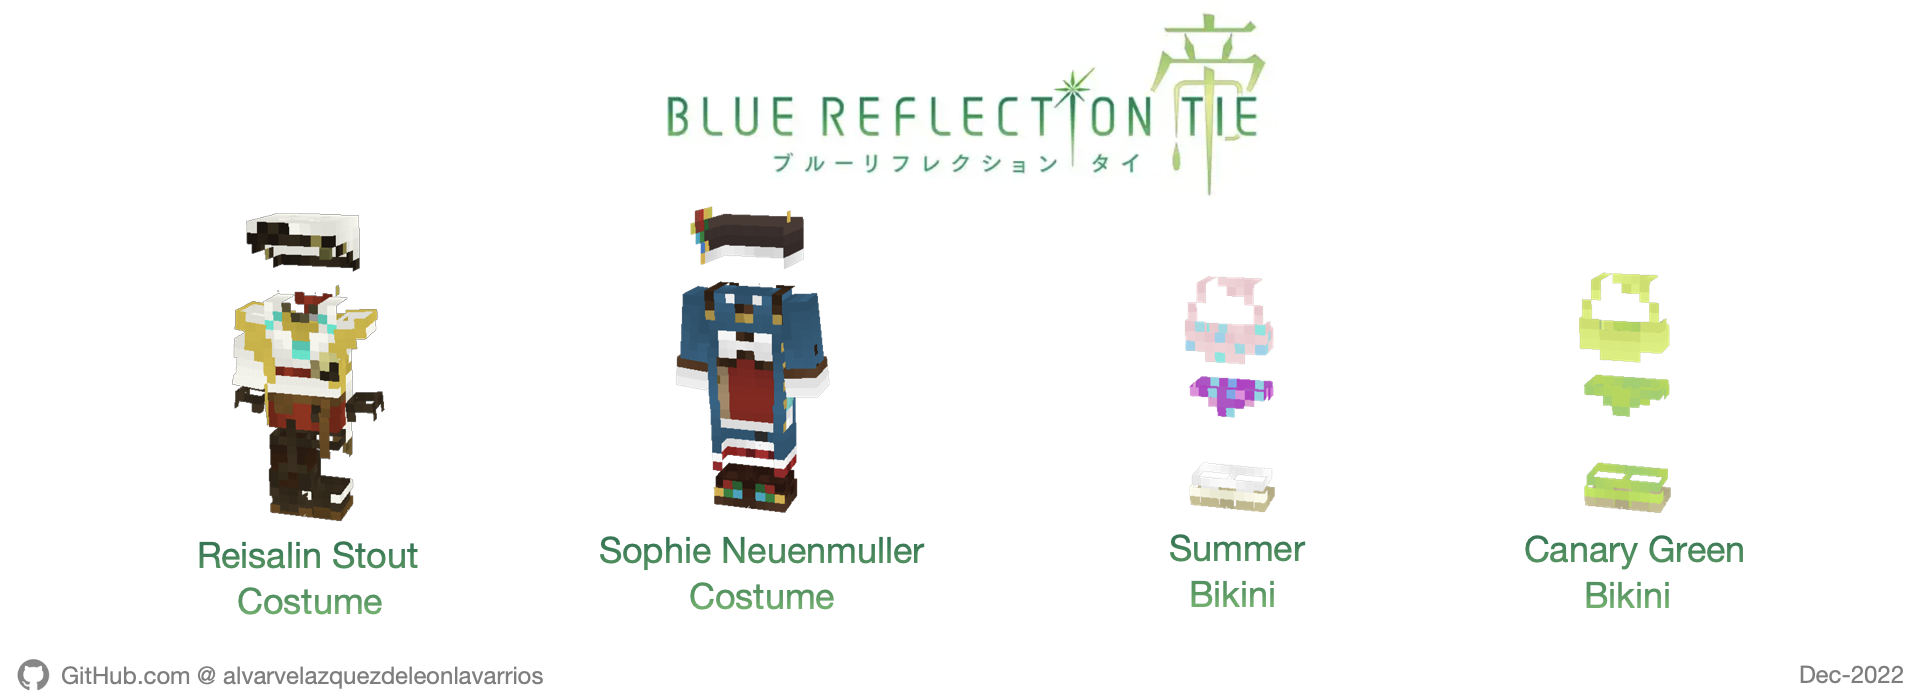 帝
BLUE REFLECTION TIE
ブルーリフレクション タイ
Reisalin Stout
Costume
Sophie Neuenmuller
Costume
Summer
Bikini
Canary Green
Bikini
GitHub.com @ alvarvelazquezdeleonlavarrios
Dec-2022